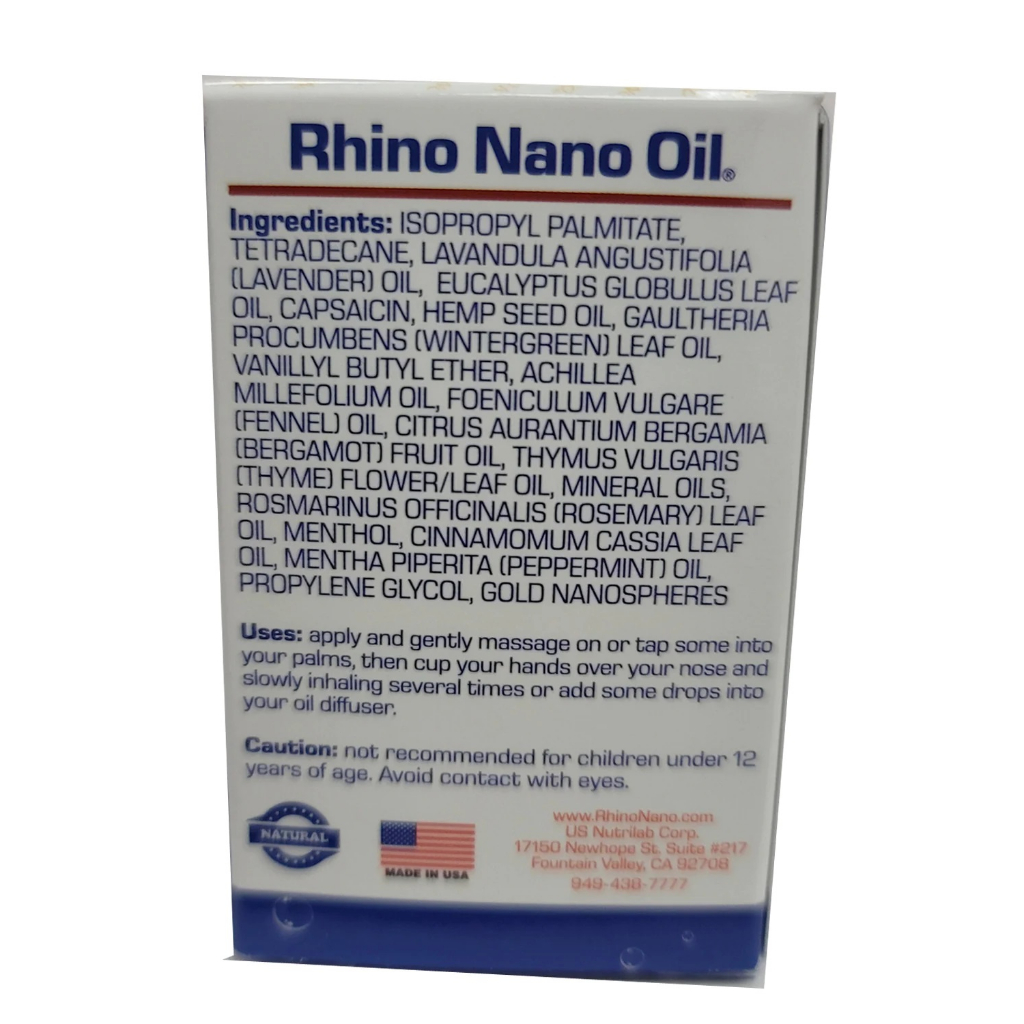 Rhino Nano Oil®
Ingredients: ISOPROPYL PALMITATE,
TETRADECANE, LAVANDULA ANGUSTIFOLIA
(LAVENDER) OIL, EUCALYPTUS GLOBULUS LEAF
OIL, CAPSAICIN, HEMP SEED OIL, GAULTHERIA
PROCUMBENS (WINTERGREEN) LEAF OIL,
VANILLYL BUTYL ETHER, ACHILLEA
MILLEFOLIUM OIL, FOENICULUM VULGARE
(FENNEL) OIL, CITRUS AURANTIUM BERGAMIA
(BERGAMOT) FRUIT OIL, THYMUS VULGARIS
(THYME) FLOWER/LEAF OIL, MINERAL OILS,
ROSMARINUS OFFICINALIS (ROSEMARY) LEAF
OIL, MENTHOL, CINNAMOMUM CASSIA LEAF
OIL, MENTHA PIPERITA (PEPPERMINT) OIL,
PROPYLENE GLYCOL, GOLD NANOSPHERES
Uses: apply and gently massage on or tap some into
your palms, then cup your hands over your nose and
slowly inhaling several times or add some drops into
your oil diffuser.
Caution: not recommended for children under 12
years of age. Avoid contact with eyes.
NATURAL
MADE IN USA
www.RhinoNano.com
US Nutrilab Corp.
17150 Newhope St. Suite #217
Fountain Valley, CA 92708
949-438-7777